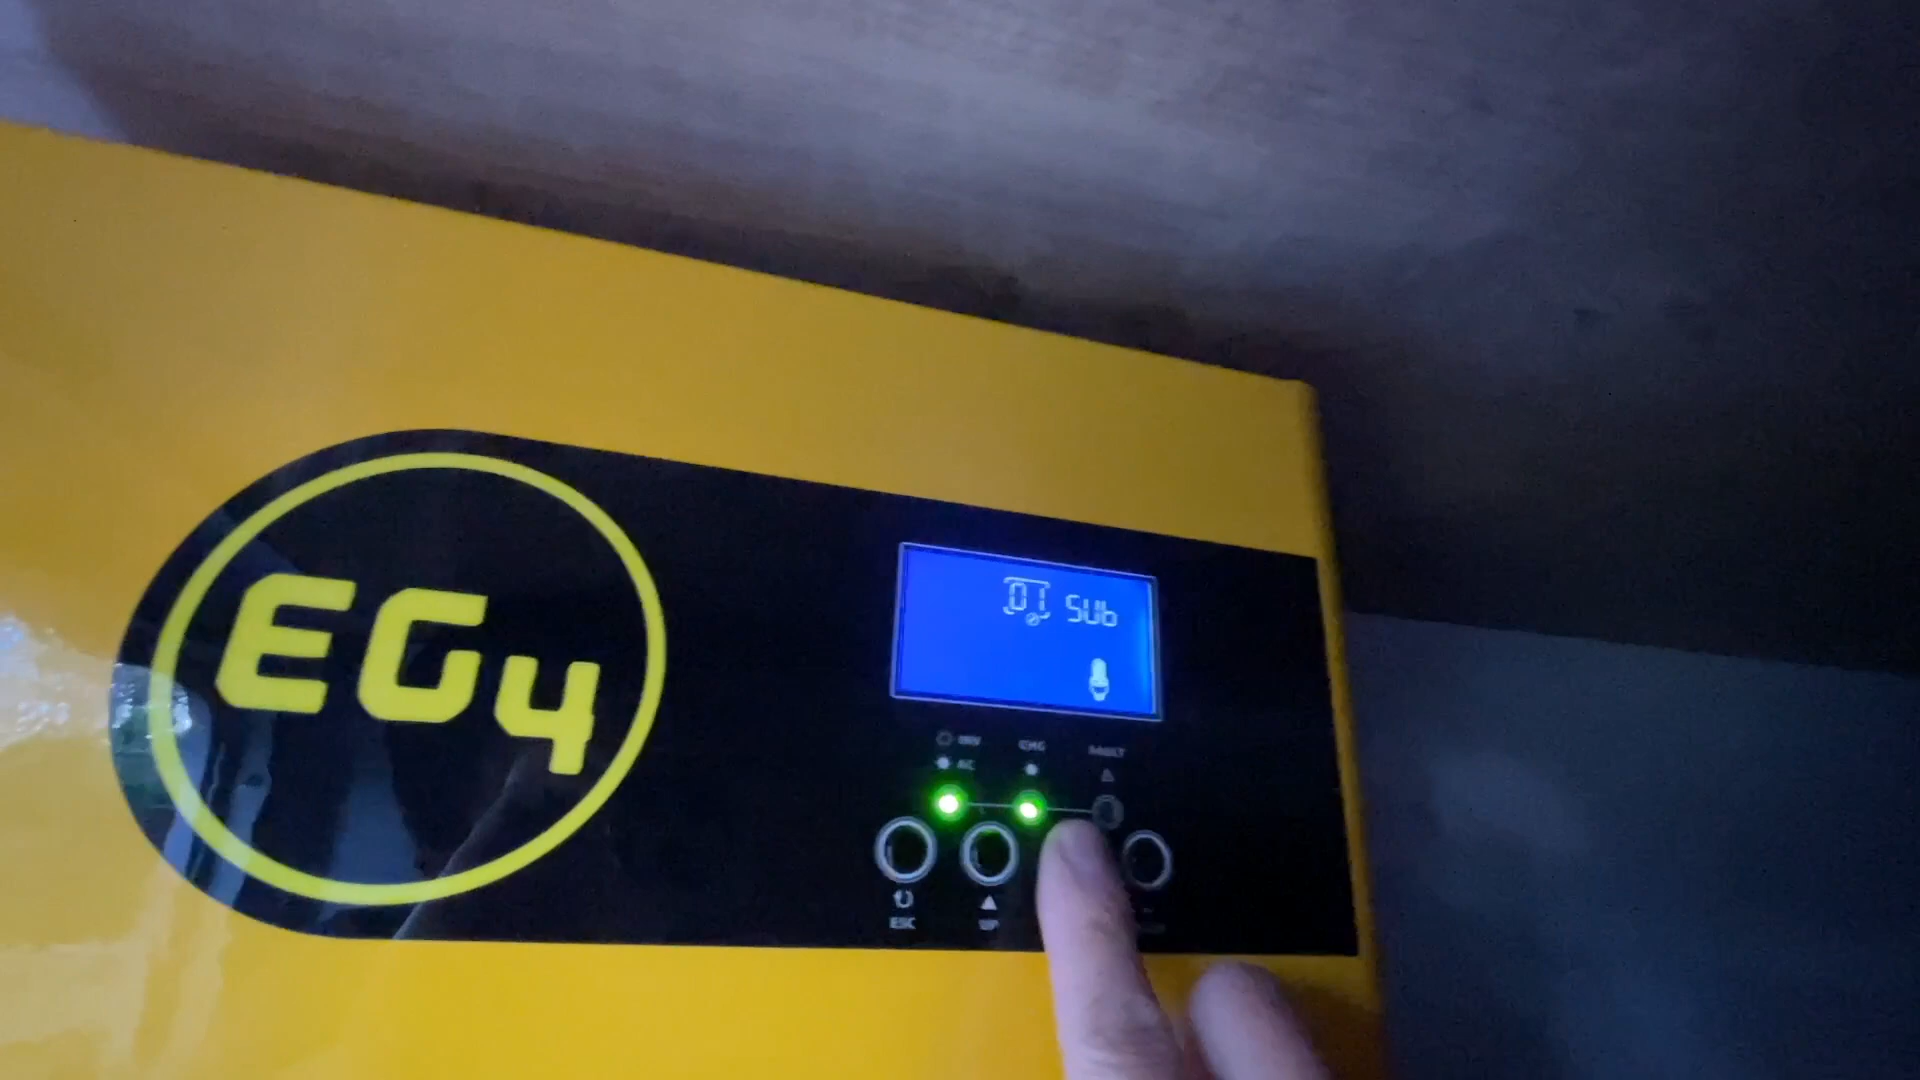 EG4
01 SUb
INV
CHG
FAULT
AC
ESC
UP